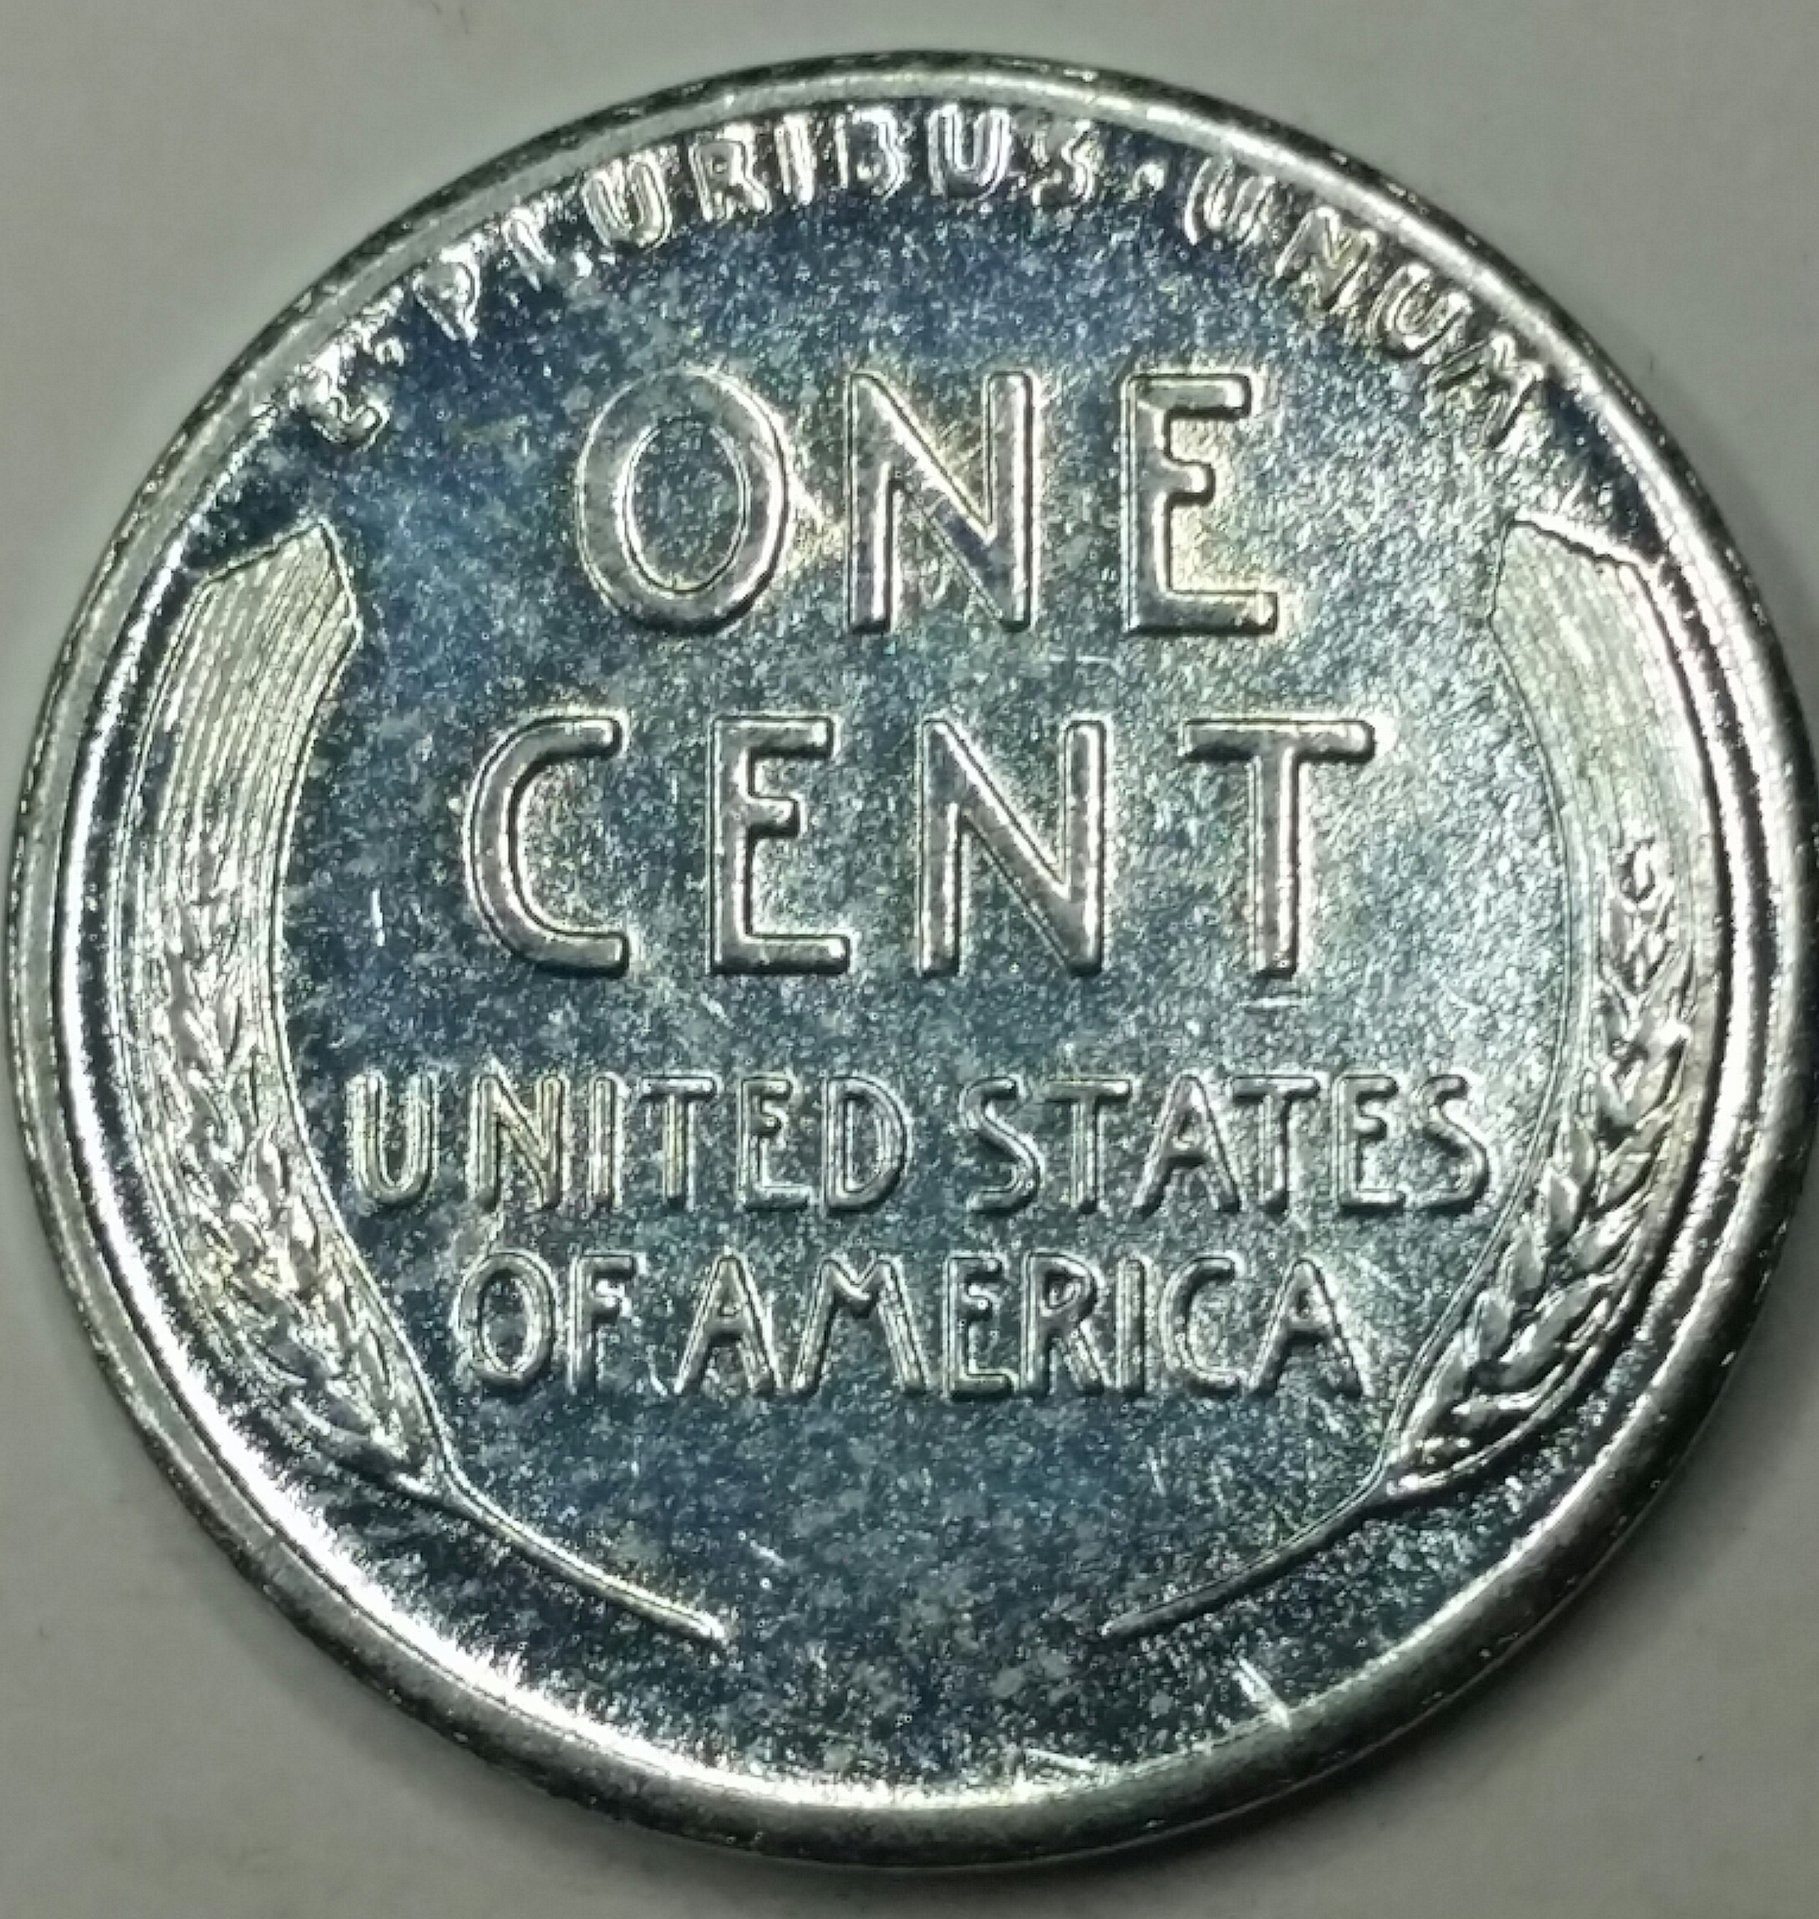 E·PLURIBUS·UNUM
ONE
CENT
UNITED STATES
OF AMERICA